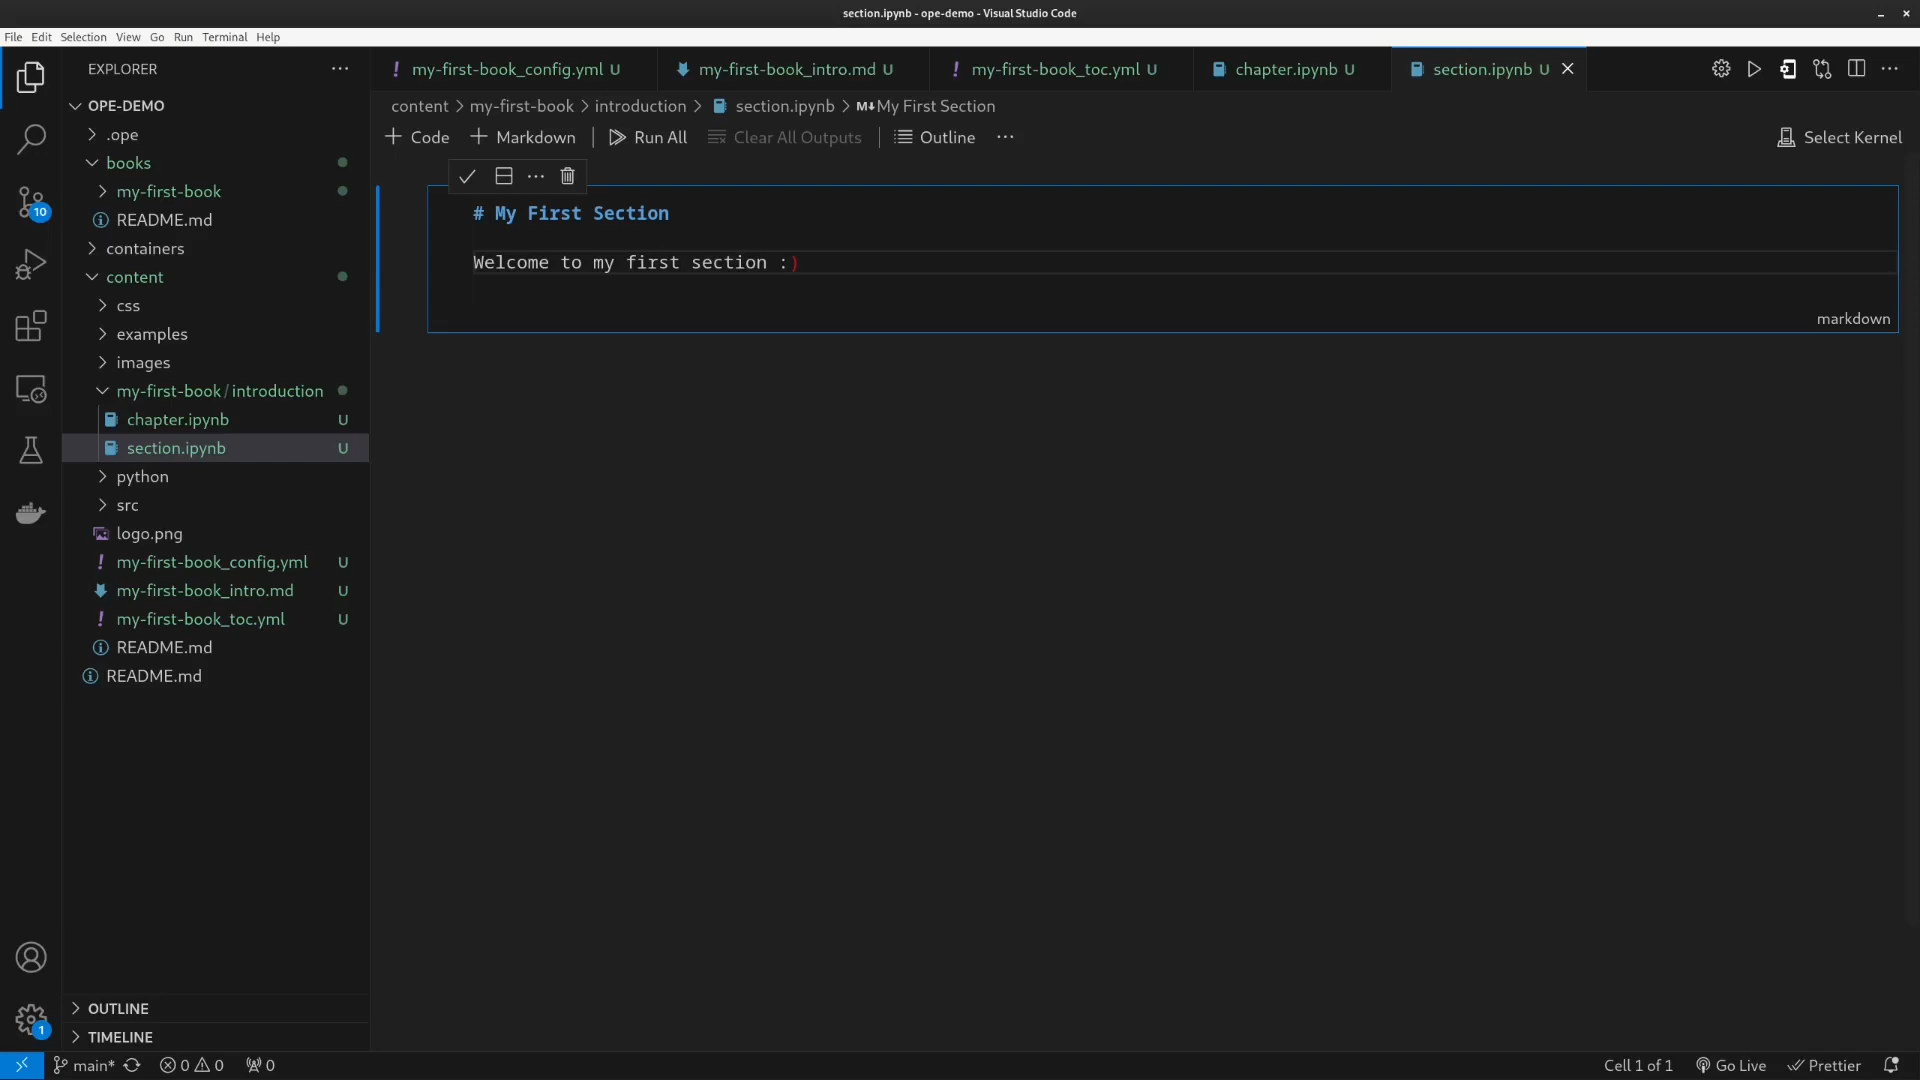 section.ipynb - ope-demo - Visual Studio Code
File Edit Selection View Go Run Terminal Help
EXPLORER
my-first-book_config.yml U
my-first-book_intro.md U
my-first-book_toc.yml U
chapter.ipynb U
section.ipynb U
OPE-DEMO
.ope
books
my-first-book
README.md
containers
content
css
examples
images
my-first-book/introduction
chapter.ipynb U
section.ipynb U
python
src
logo.png
my-first-book_config.yml U
my-first-book_intro.md U
my-first-book_toc.yml U
README.md
README.md
OUTLINE
TIMELINE
content > my-first-book > introduction > section.ipynb > M↓My First Section
+ Code + Markdown Run All Clear All Outputs Outline ... Select Kernel
# My First Section
Welcome to my first section :)
markdown
10
1
main* 0 0 0
Cell 1 of 1 Go Live Prettier